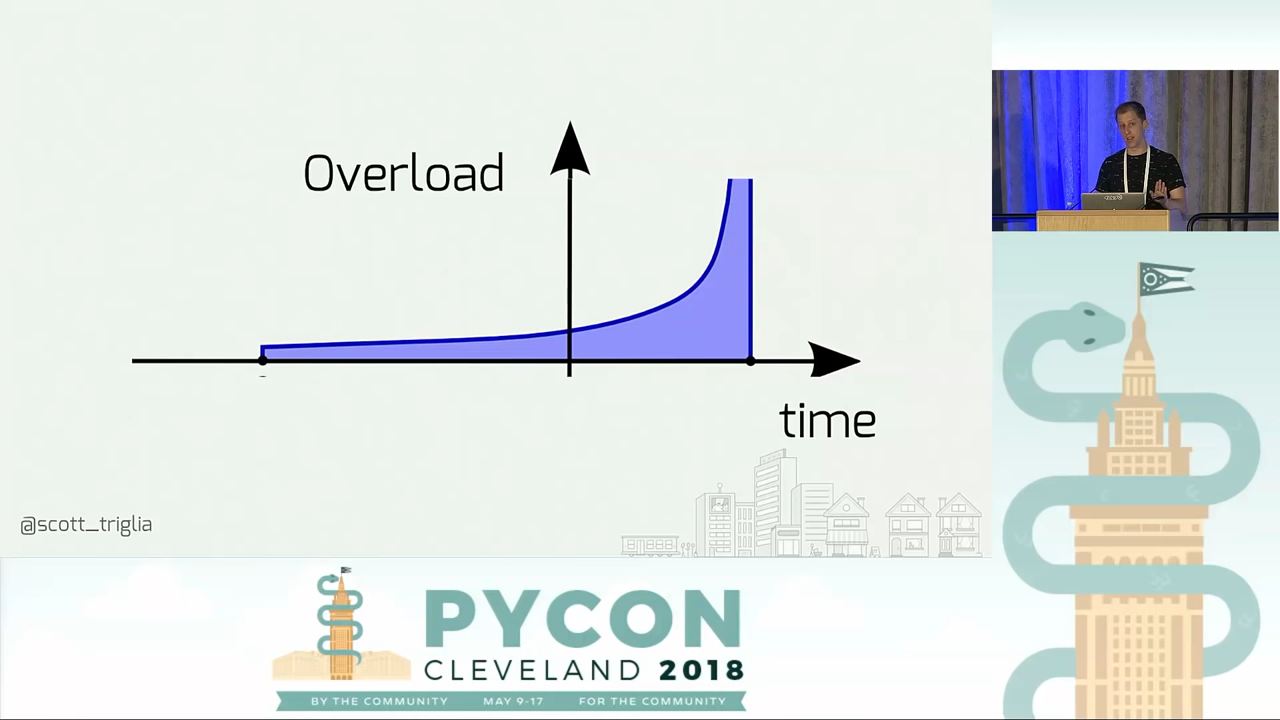 Overload
time
@scott_triglia
PYCON
CLEVELAND 2018
BY THE COMMUNITY MAY 9-17 FOR THE COMMUNITY